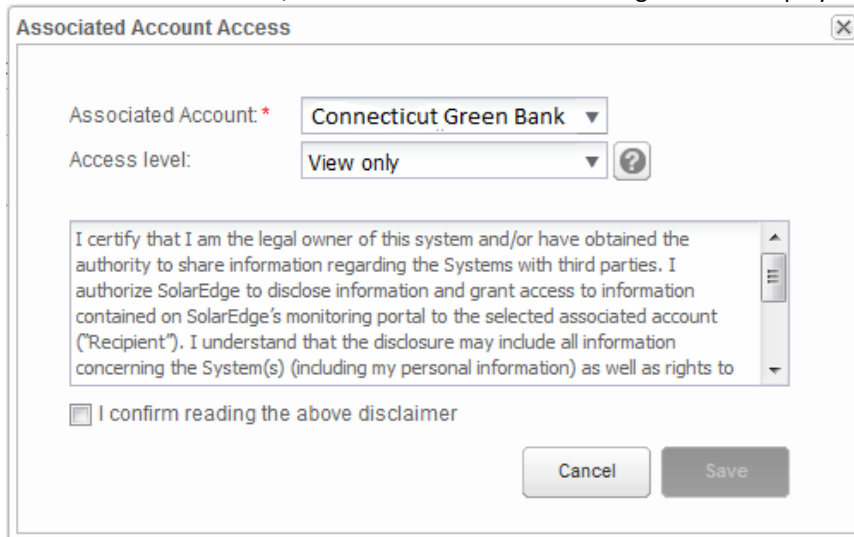 Associated Account Access
Associated Account:* Connecticut Green Bank
Access level: View only
I certify that I am the legal owner of this system and/or have obtained the
authority to share information regarding the Systems with third parties. I
authorize SolarEdge to disclose information and grant access to information
contained on SolarEdge's monitoring portal to the selected associated account
("Recipient"). I understand that the disclosure may include all information
concerning the System(s) (including my personal information) as well as rights to
I confirm reading the above disclaimer
Cancel Save